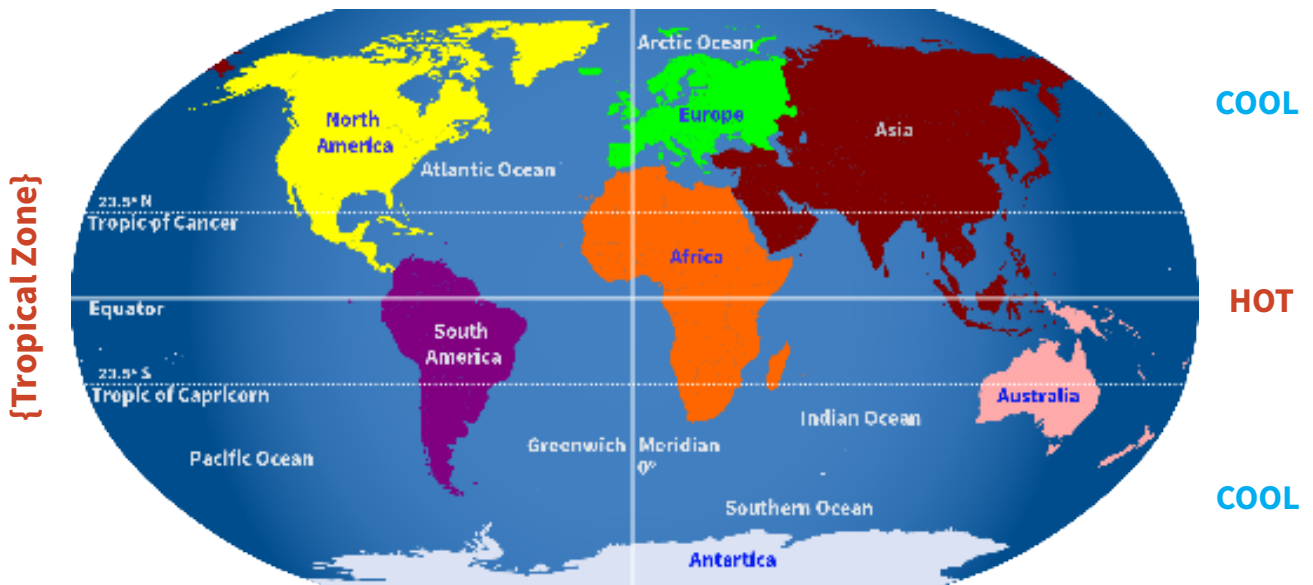 Arctic Ocean
COOL
North
America
Europe
Asia
Atlantic Ocean
23.5° N
Tropic of Cancer
{Tropical Zone}
Africa
Equator
HOT
South
America
23.5° S
Tropic of Capricorn
Australia
Indian Ocean
Greenwich Meridian
0°
Pacific Ocean
COOL
Southern Ocean
Antartica